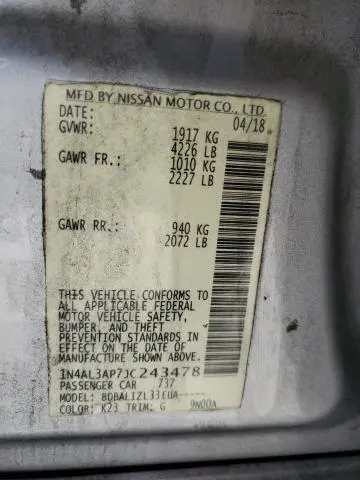 MFD BY NISSAN MOTOR CO., LTD
DATE: 04/18
GVWR: 1917 KG
4226 LB
GAWR FR.: 1010 KG
2227 LB
GAWR RR.: 940 KG
2072 LB
THIS VEHICLE CONFORMS TO
ALL APPLICABLE FEDERAL
MOTOR VEHICLE SAFETY,
BUMPER, AND THEFT
PREVENTION STANDARDS IN
EFFECT ON THE DATE OF
MANUFACTURE SHOWN ABOVE.
1N4AL3AP7JC243478
PASSENGER CAR 737
MODEL: BDBALIZL33EUA-----
COLOR: K23 TRIM: G 9N00A